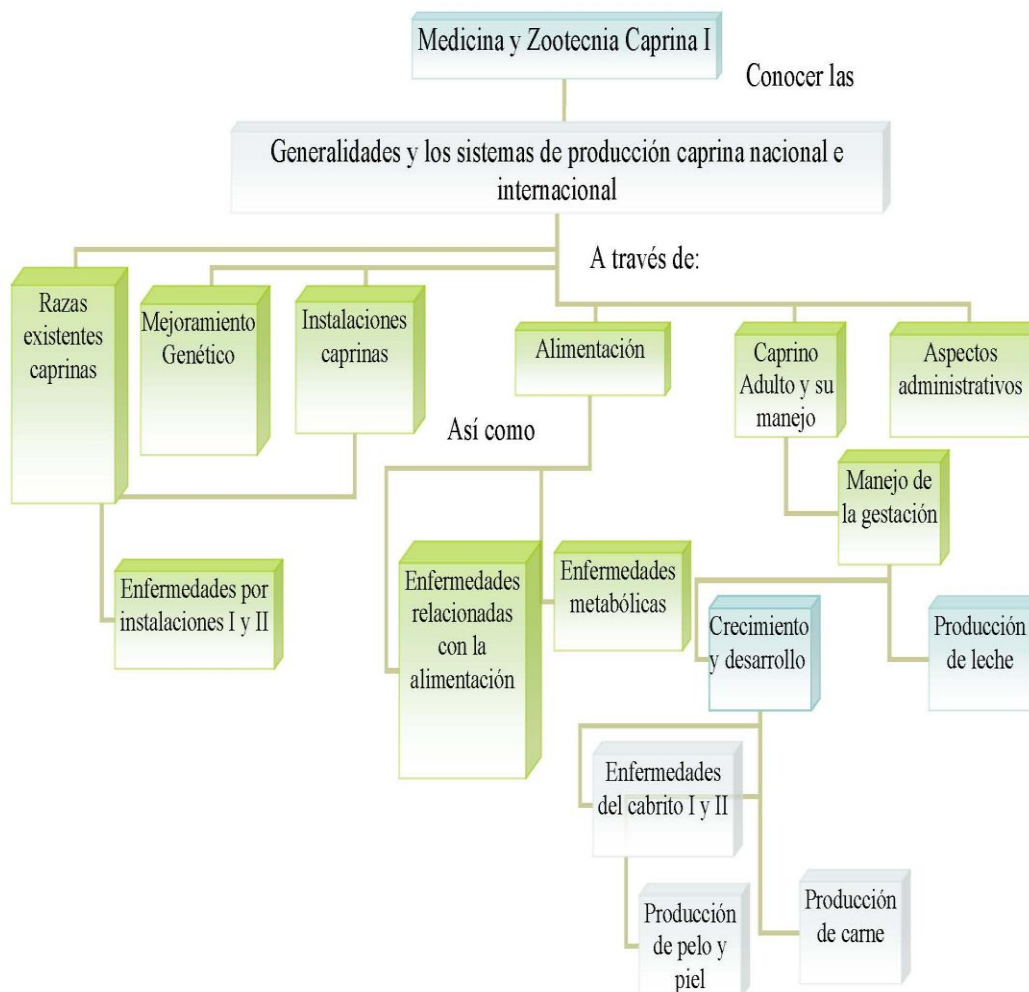 Medicina y Zootecnia Caprina I
Conocer las
Generalidades y los sistemas de producción caprina nacional e
internacional
A través de:
Razas
existentes
caprinas
Mejoramiento
Genético
Instalaciones
caprinas
Alimentación
Caprino
Adulto y su
manejo
Aspectos
administrativos
Así como
Manejo de
la gestación
Enfermedades por
instalaciones I y II
Enfermedades
relacionadas
con la
alimentación
Enfermedades
metabólicas
Crecimiento
y desarrollo
Producción
de leche
Enfermedades
del cabrito I y II
Producción
de pelo y
piel
Producción
de carne